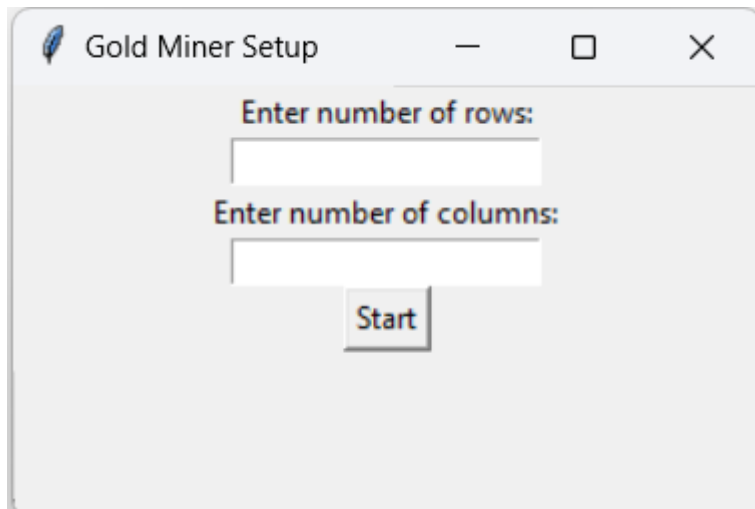 Gold Miner Setup
Enter number of rows:
Enter number of columns:
Start